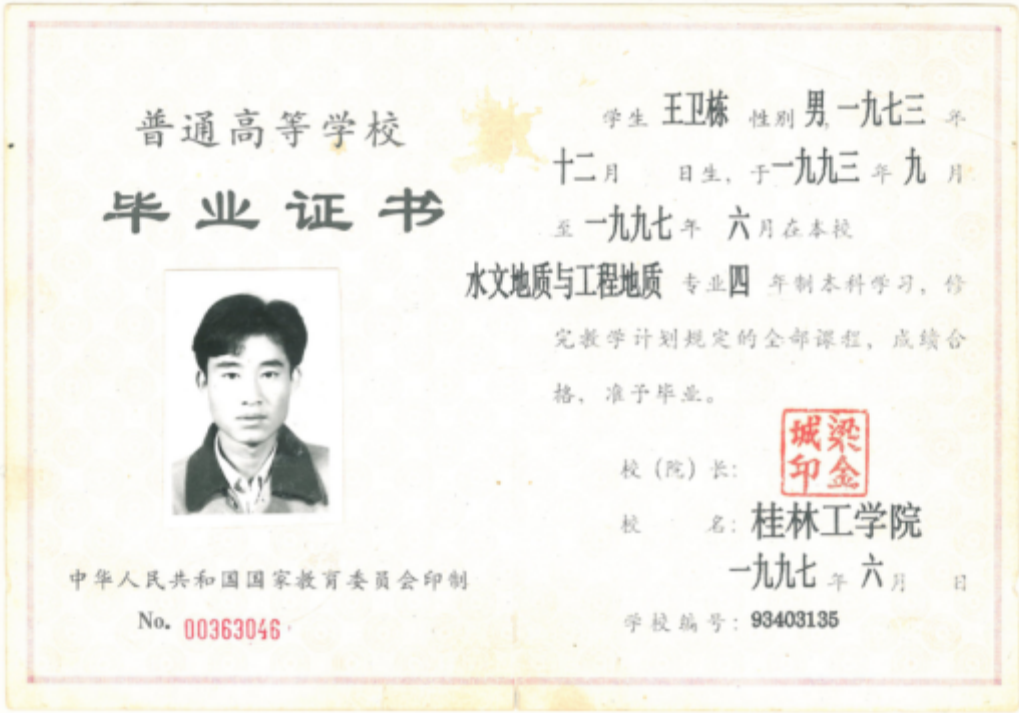 普通高等学校
毕业证书
中华人民共和国国家教育委员会印制
No. 00363046
学生 王卫栋 性别 男, 一九七三 年
十二月 日生, 于一九九三年 九 月
至 一九九七 年 六月在本校
水文地质与工程地质 专业四 年制本科学习, 修
完教学计划规定的全部课程, 成绩合
格, 准予毕业。
校(院)长:
梁金城印
校 名: 桂林工学院
一九九七 年 六 月 日
学校编号: 93403135